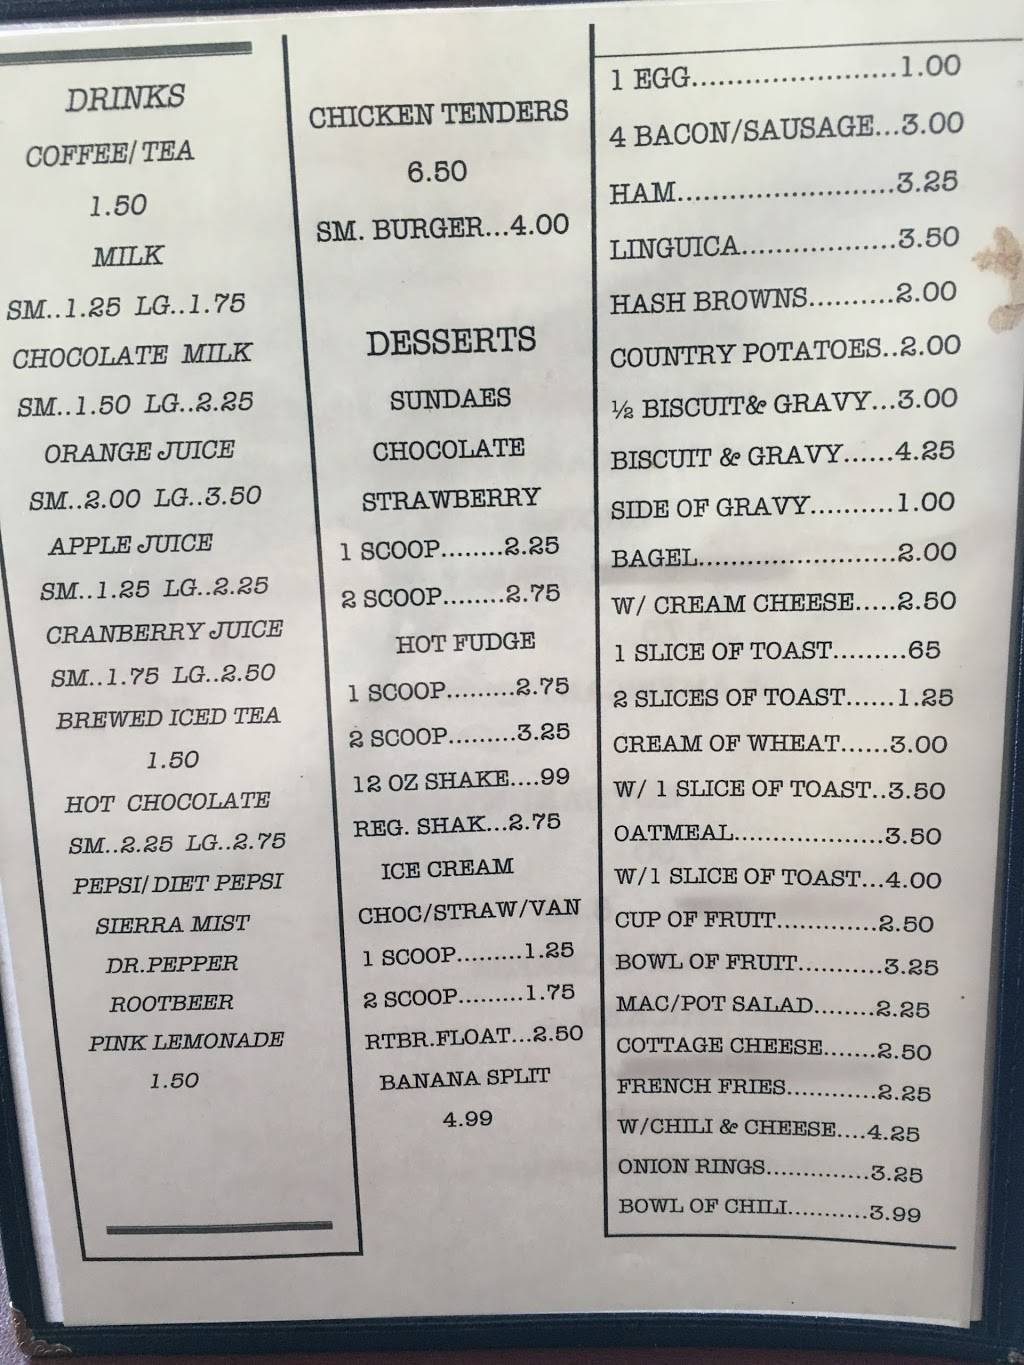 DRINKS
COFFEE/TEA
1.50
MILK
SM..1.25 LG..1.75
CHOCOLATE MILK
SM..1.50 LG..2.25
ORANGE JUICE
SM..2.00 LG..3.50
APPLE JUICE
SM..1.25 LG..2.25
CRANBERRY JUICE
SM..1.75 LG..2.50
BREWED ICED TEA
1.50
HOT CHOCOLATE
SM..2.25 LG..2.75
PEPSI/DIET PEPSI
SIERRA MIST
DR.PEPPER
ROOTBEER
PINK LEMONADE
1.50
CHICKEN TENDERS
6.50
SM. BURGER...4.00
DESSERTS
SUNDAES
CHOCOLATE
STRAWBERRY
1 SCOOP........2.25
2 SCOOP........2.75
HOT FUDGE
1 SCOOP.........2.75
2 SCOOP.........3.25
12 OZ SHAKE....99
REG. SHAK...2.75
ICE CREAM
CHOC/STRAW/VAN
1 SCOOP.........1.25
2 SCOOP.........1.75
RTBR.FLOAT...2.50
BANANA SPLIT
4.99
1 EGG........................1.00
4 BACON/SAUSAGE...3.00
HAM.........................3.25
LINGUICA..................3.50
HASH BROWNS..........2.00
COUNTRY POTATOES..2.00
½ BISCUIT& GRAVY...3.00
BISCUIT & GRAVY......4.25
SIDE OF GRAVY..........1.00
BAGEL........................2.00
W/ CREAM CHEESE.....2.50
1 SLICE OF TOAST.........65
2 SLICES OF TOAST......1.25
CREAM OF WHEAT......3.00
W/ 1 SLICE OF TOAST..3.50
OATMEAL..................3.50
W/1 SLICE OF TOAST...4.00
CUP OF FRUIT.............2.50
BOWL OF FRUIT...........3.25
MAC/POT SALAD........2.25
COTTAGE CHEESE.......2.50
FRENCH FRIES............2.25
W/CHILI & CHEESE....4.25
ONION RINGS..............3.25
BOWL OF CHILI...........3.99